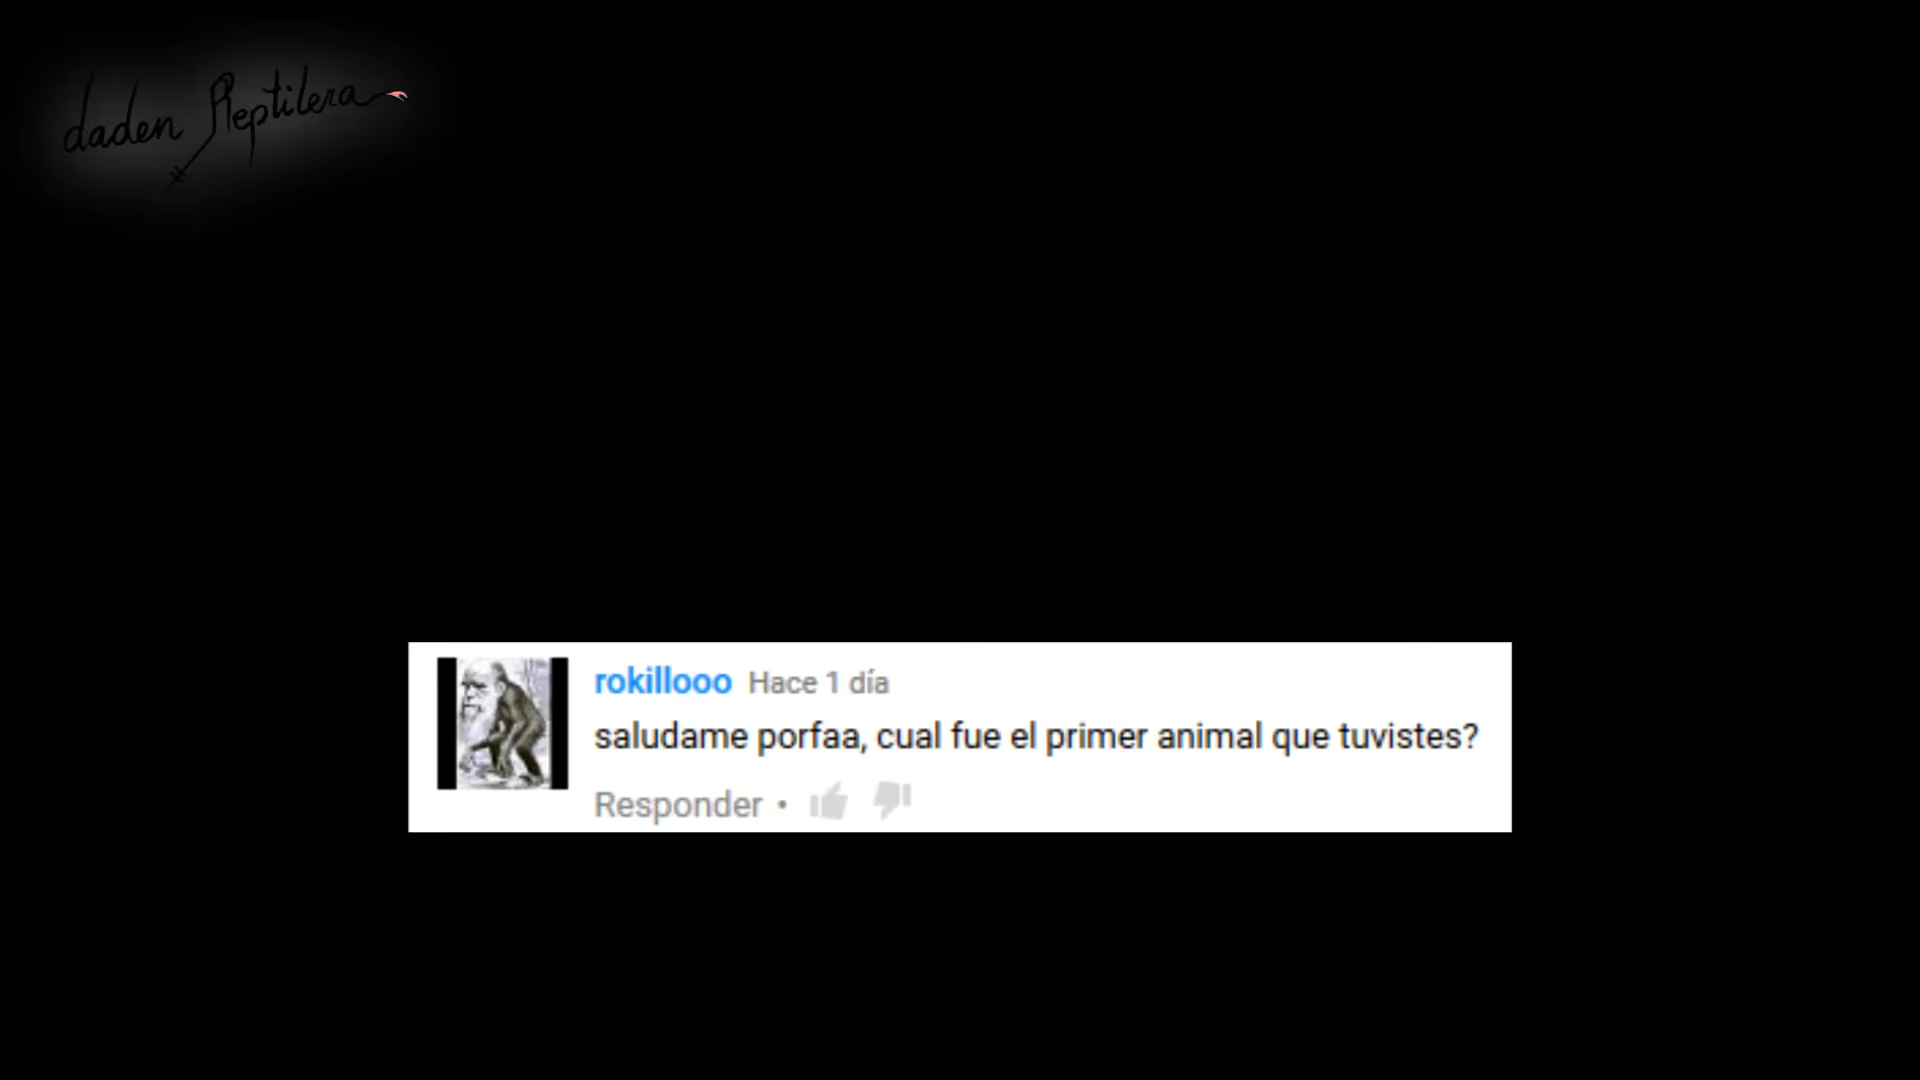 daden Reptilera
rokillooo Hace 1 día
saludame porfaa, cual fue el primer animal que tuvistes?
Responder •